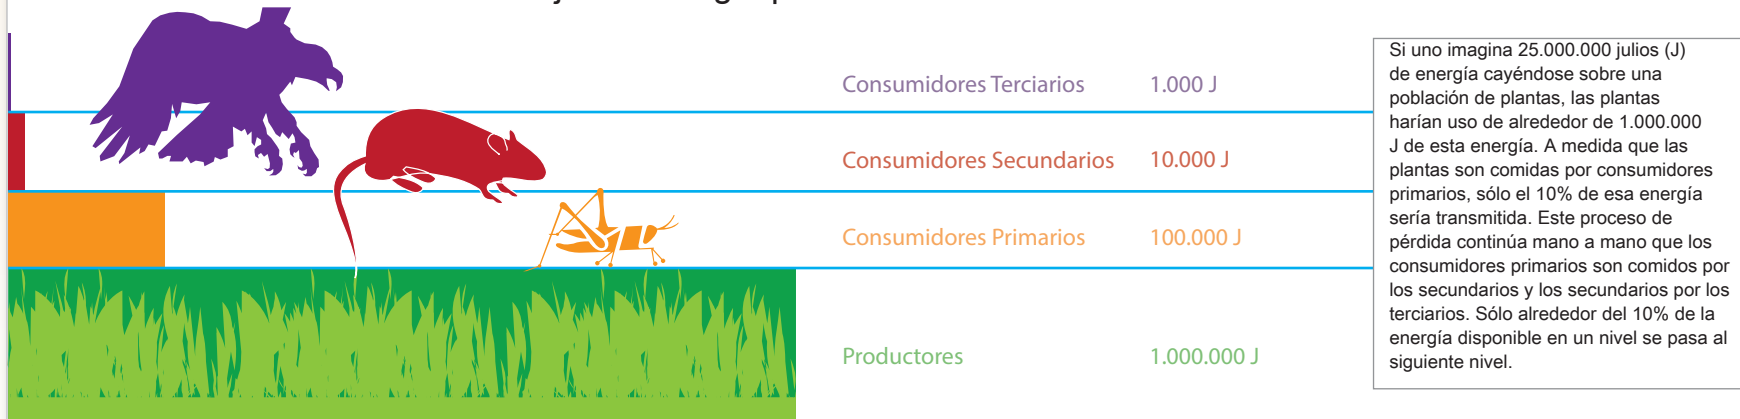 Consumidores Terciarios 1.000 J
Consumidores Secundarios 10.000 J
Consumidores Primarios 100.000 J
Productores 1.000.000 J
Si uno imagina 25.000.000 julios (J)
de energía cayéndose sobre una
población de plantas, las plantas
harían uso de alrededor de 1.000.000
J de esta energía. A medida que las
plantas son comidas por consumidores
primarios, sólo el 10% de esa energía
sería transmitida. Este proceso de
pérdida continúa mano a mano que los
consumidores primarios son comidos por
los secundarios y los secundarios por los
terciarios. Sólo alrededor del 10% de la
energía disponible en un nivel se pasa al
siguiente nivel.